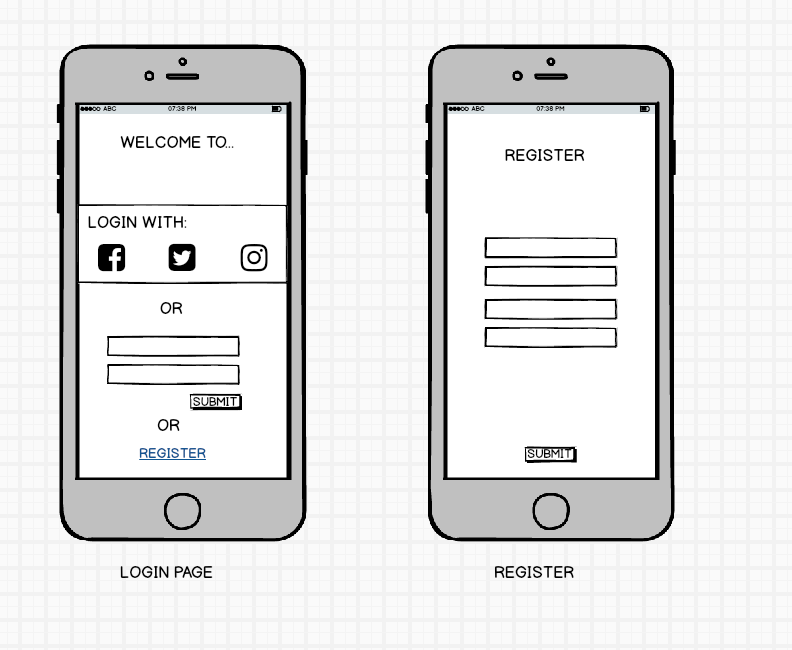 ABC 07:38 PM
WELCOME TO...
LOGIN WITH:
OR
SUBMIT
OR
REGISTER
LOGIN PAGE
ABC 07:38 PM
REGISTER
SUBMIT
REGISTER